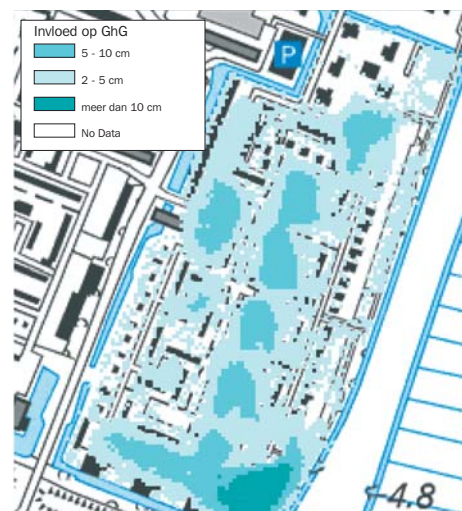 Invloed op GhG
5 - 10 cm
2 - 5 cm
meer dan 10 cm
No Data
P
-4.8